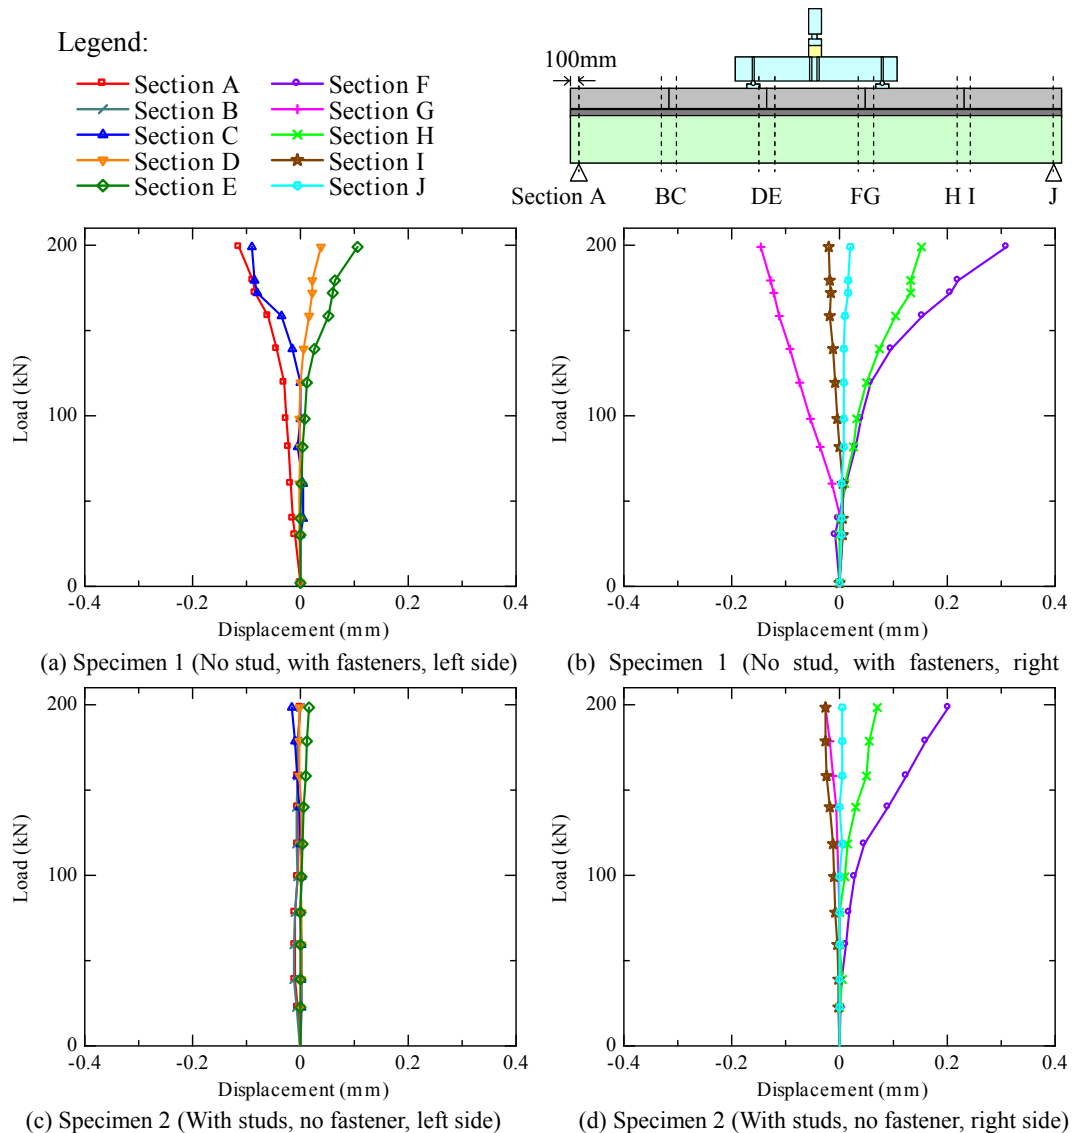 Legend:
Section A
Section B
Section C
Section D
Section E
Section F
Section G
Section H
Section I
Section J
100mm
Section A BC DE FG H I J
200
100
0
Load (kN)
-0.4 -0.2 0 0.2 0.4
Displacement (mm)
(a) Specimen 1 (No stud, with fasteners, left side)
200
100
0
Load (kN)
-0.4 -0.2 0 0.2 0.4
Displacement (mm)
(b) Specimen 1 (No stud, with fasteners, right
200
100
0
Load (kN)
-0.4 -0.2 0 0.2 0.4
Displacement (mm)
(c) Specimen 2 (With studs, no fastener, left side)
200
100
0
Load (kN)
-0.4 -0.2 0 0.2 0.4
Displacement (mm)
(d) Specimen 2 (With studs, no fastener, right side)